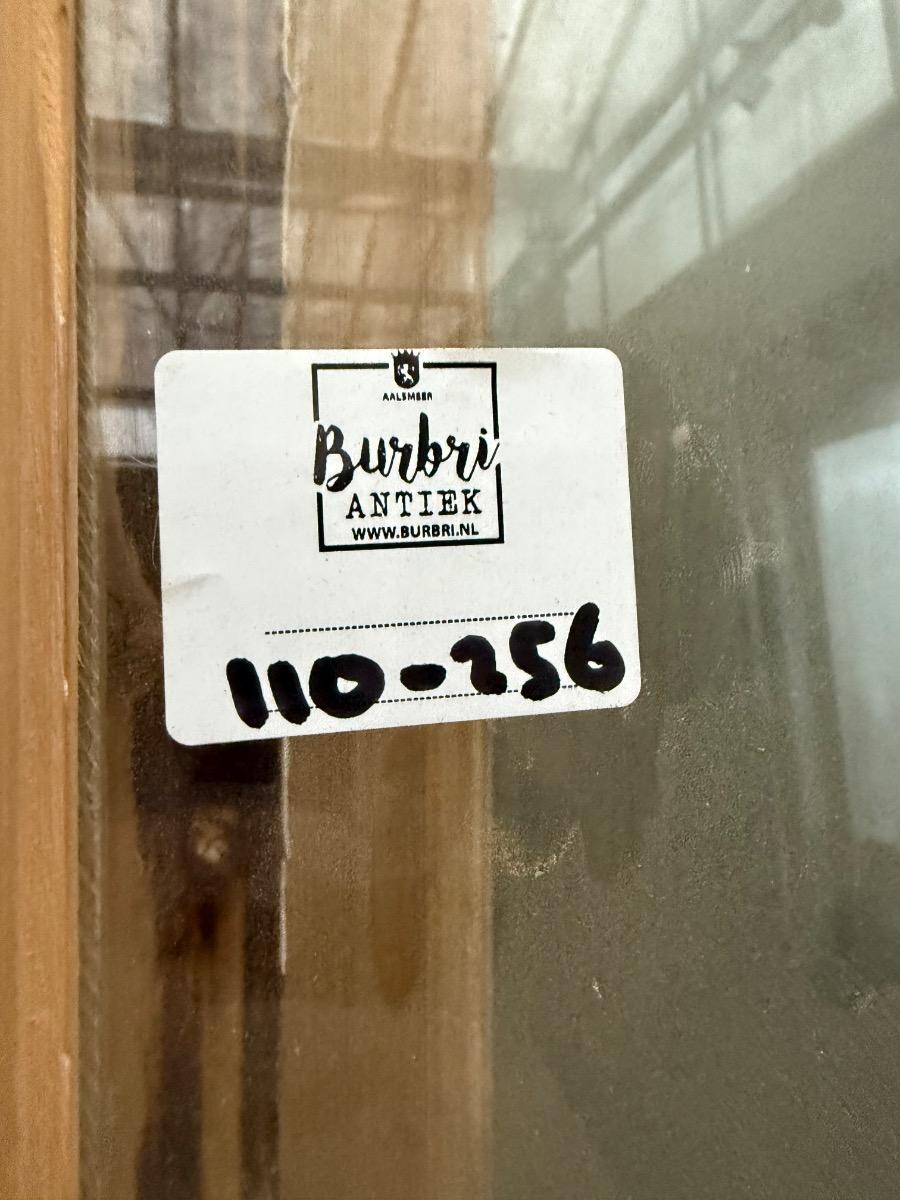 AALSMEER
Burbri
ANTIEK
WWW.BURBRI.NL
110-256